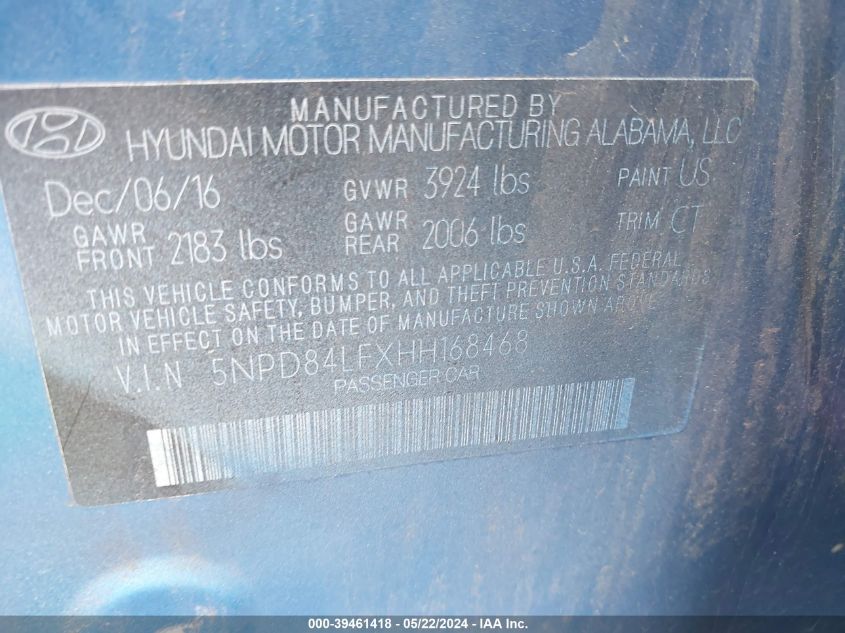 MANUFACTURED BY
HYUNDAI MOTOR MANUFACTURING ALABAMA, LLC
Dec/06/16 GVWR 3924 lbs PAINT US
GAWR FRONT 2183 lbs GAWR REAR 2006 lbs TRIM CT
THIS VEHICLE CONFORMS TO ALL APPLICABLE U.S.A. FEDERAL
MOTOR VEHICLE SAFETY, BUMPER, AND THEFT PREVENTION STANDARDS
IN EFFECT ON THE DATE OF MANUFACTURE SHOWN ABOVE.
V.I.N 5NPD84LFXHH168468
PASSENGER CAR
000-39461418 - 05/22/2024 - IAAI.com